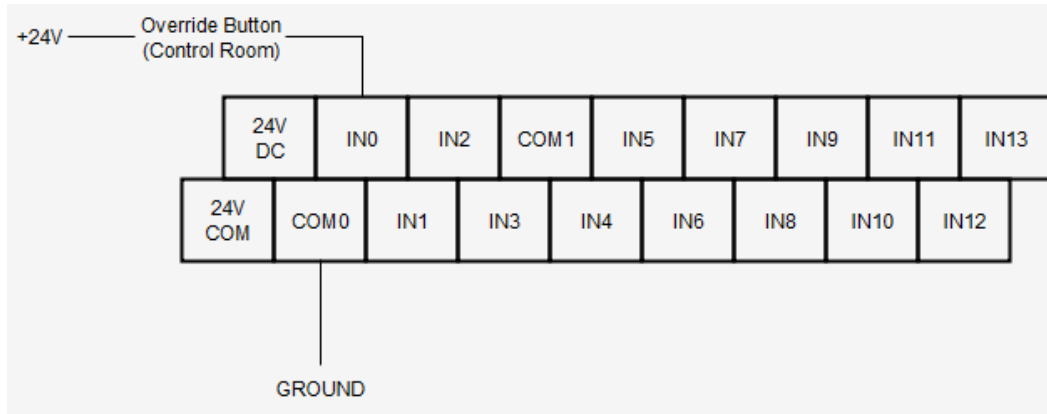 +24V
Override Button
(Control Room)
24V
DC
IN0
IN2
COM1
IN5
IN7
IN9
IN11
IN13
24V
COM
COM0
IN1
IN3
IN4
IN6
IN8
IN10
IN12
GROUND